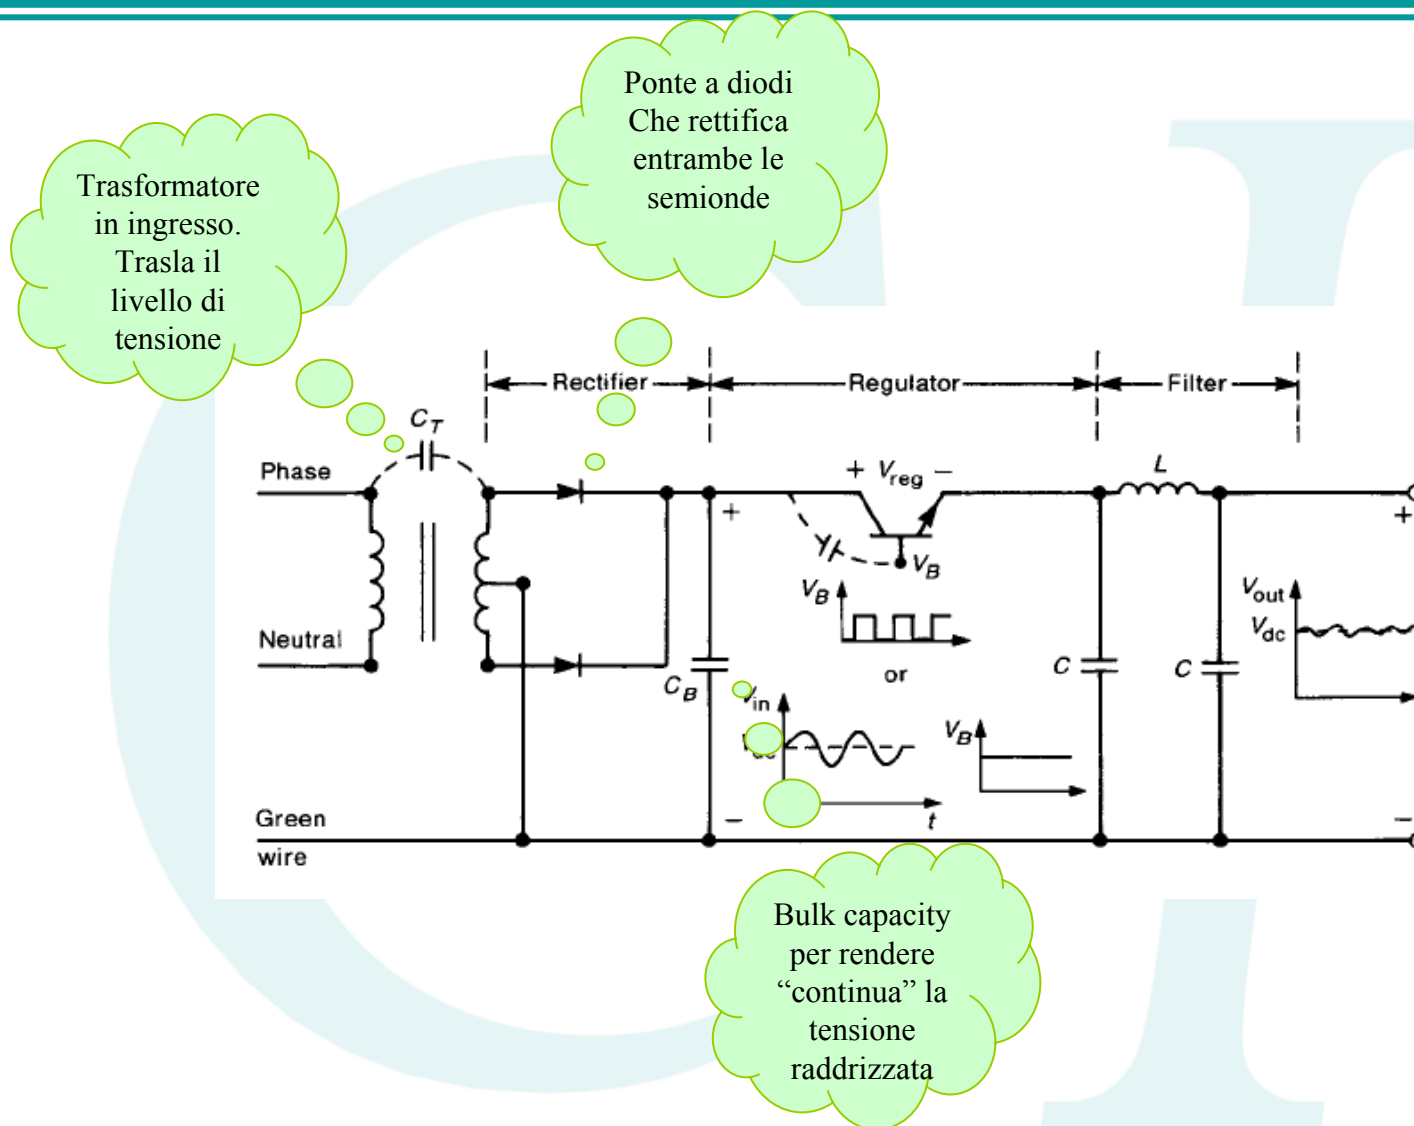 Ponte a diodi
Che rettifica
entrambe le
semionde
Trasformatore
in ingresso.
Trasla il
livello di
tensione
Rectifier
Regulator
Filter
C_T
Phase
+ V_reg −
L
+
+
V_B
V_B
V_out
V_dc
Neutral
or
C_B
C
C
V_in
V_B
Green
wire
−
t
−
Bulk capacity
per rendere
“continua” la
tensione
raddrizzata